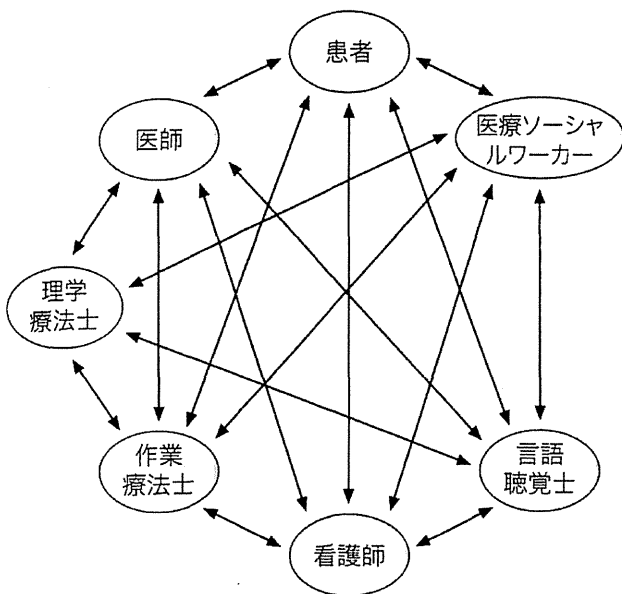 患者
医師
医療ソーシャ
ルワーカー
理学
療法士
作業
療法士
言語
聴覚士
看護師